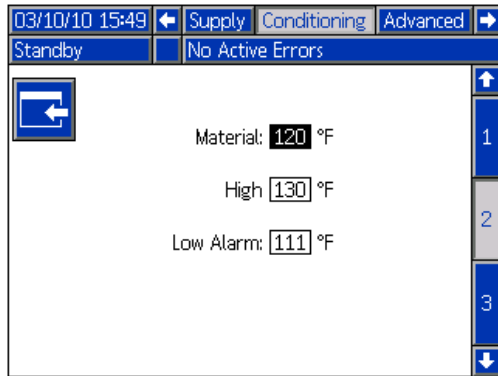 03/10/10 15:49 Supply Conditioning Advanced
Standby No Active Errors
1
Material: 120 °F
High 130 °F
2
Low Alarm: 111 °F
3